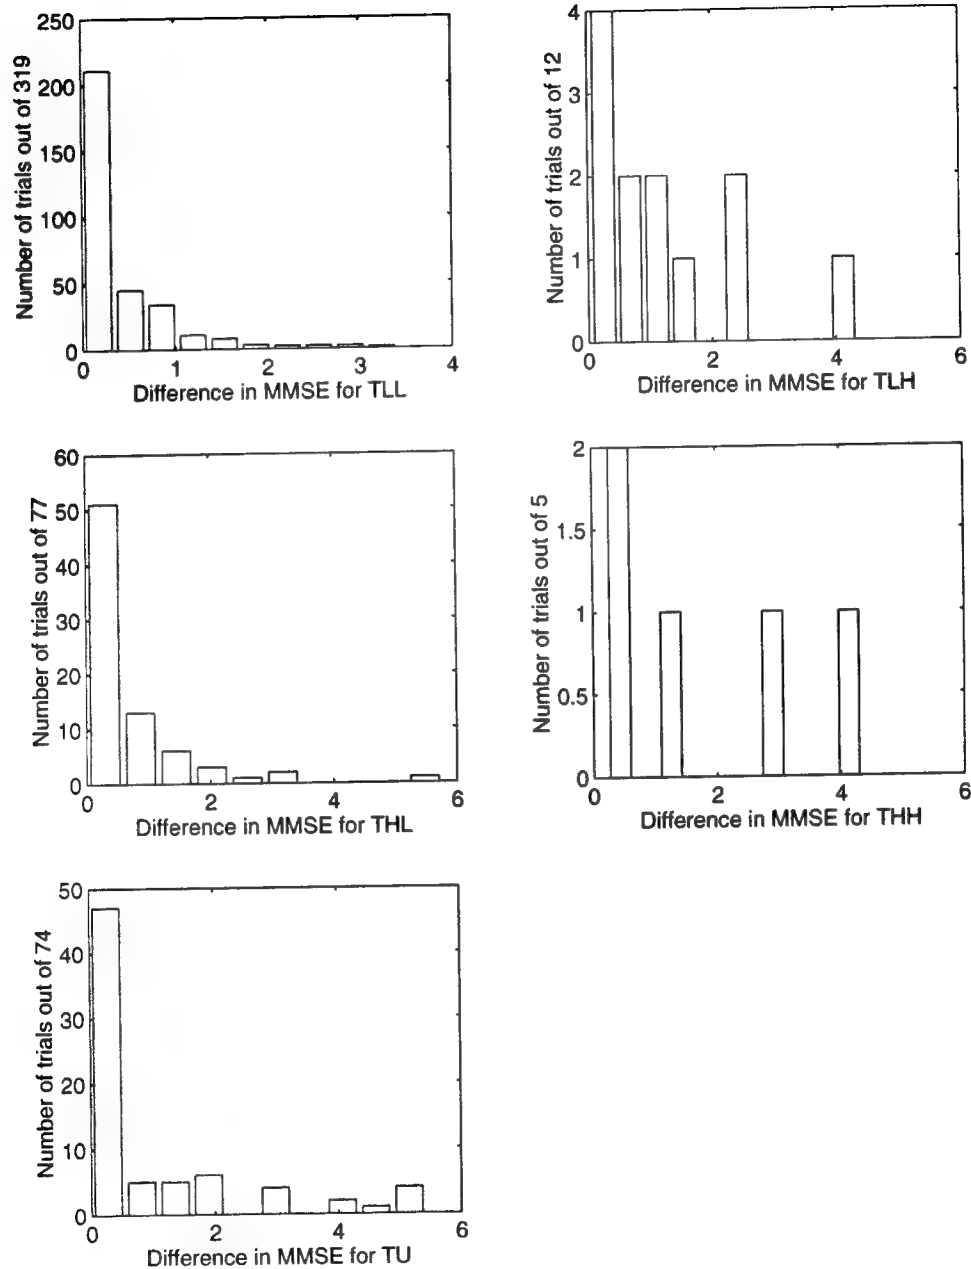 Number of trials out of 319
250
200
150
100
50
0
0 1 2 3 4
Difference in MMSE for TLL
Number of trials out of 12
4
3
2
1
0
0 2 4 6
Difference in MMSE for TLH
Number of trials out of 77
60
50
40
30
20
10
0
0 2 4 6
Difference in MMSE for THL
Number of trials out of 5
2
1.5
1
0.5
0
0 2 4 6
Difference in MMSE for THH
Number of trials out of 74
50
40
30
20
10
0
0 2 4 6
Difference in MMSE for TU